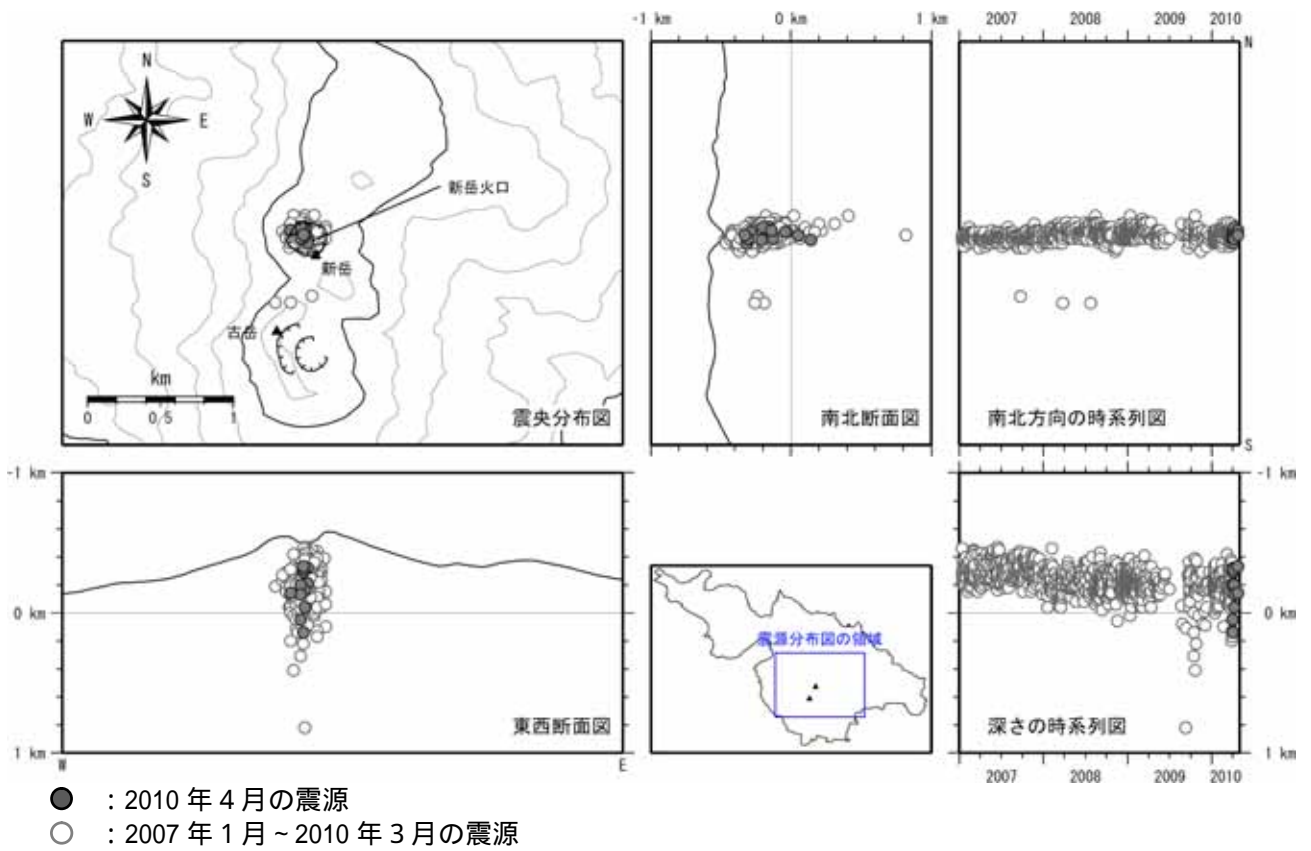 -1 km 0 km 1 km 2007 2008 2009 2010
N
N
W E
S
新岳火口
新岳
古岳
km
0 0.5 1
震央分布図
南北断面図
南北方向の時系列図
S
-1 km
0 km
1 km
W E
東西断面図
震源分布図の領域
-1 km
0 km
1 km
深さの時系列図
2007 2008 2009 2010
:2010 年 4 月の震源
:2007 年 1 月 ~ 2010 年 3 月の震源